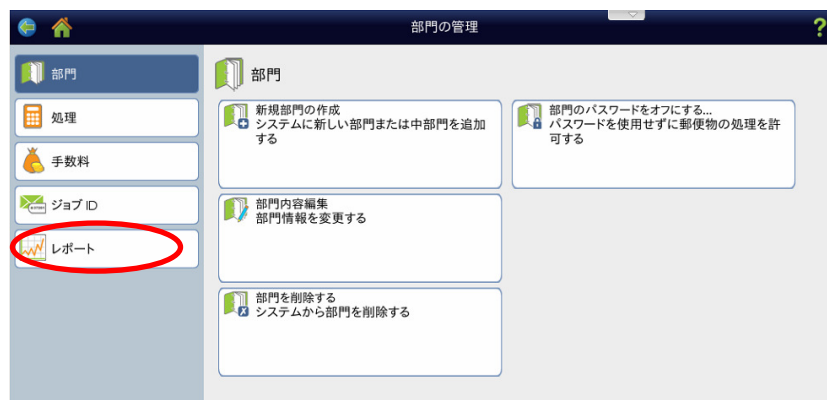 部門の管理
?
部門
処理
手数料
ジョブ ID
レポート
部門
新規部門の作成
システムに新しい部門または中部門を追加
する
部門のパスワードをオフにする...
パスワードを使用せずに郵便物の処理を許
可する
部門内容編集
部門情報を変更する
部門を削除する
システムから部門を削除する